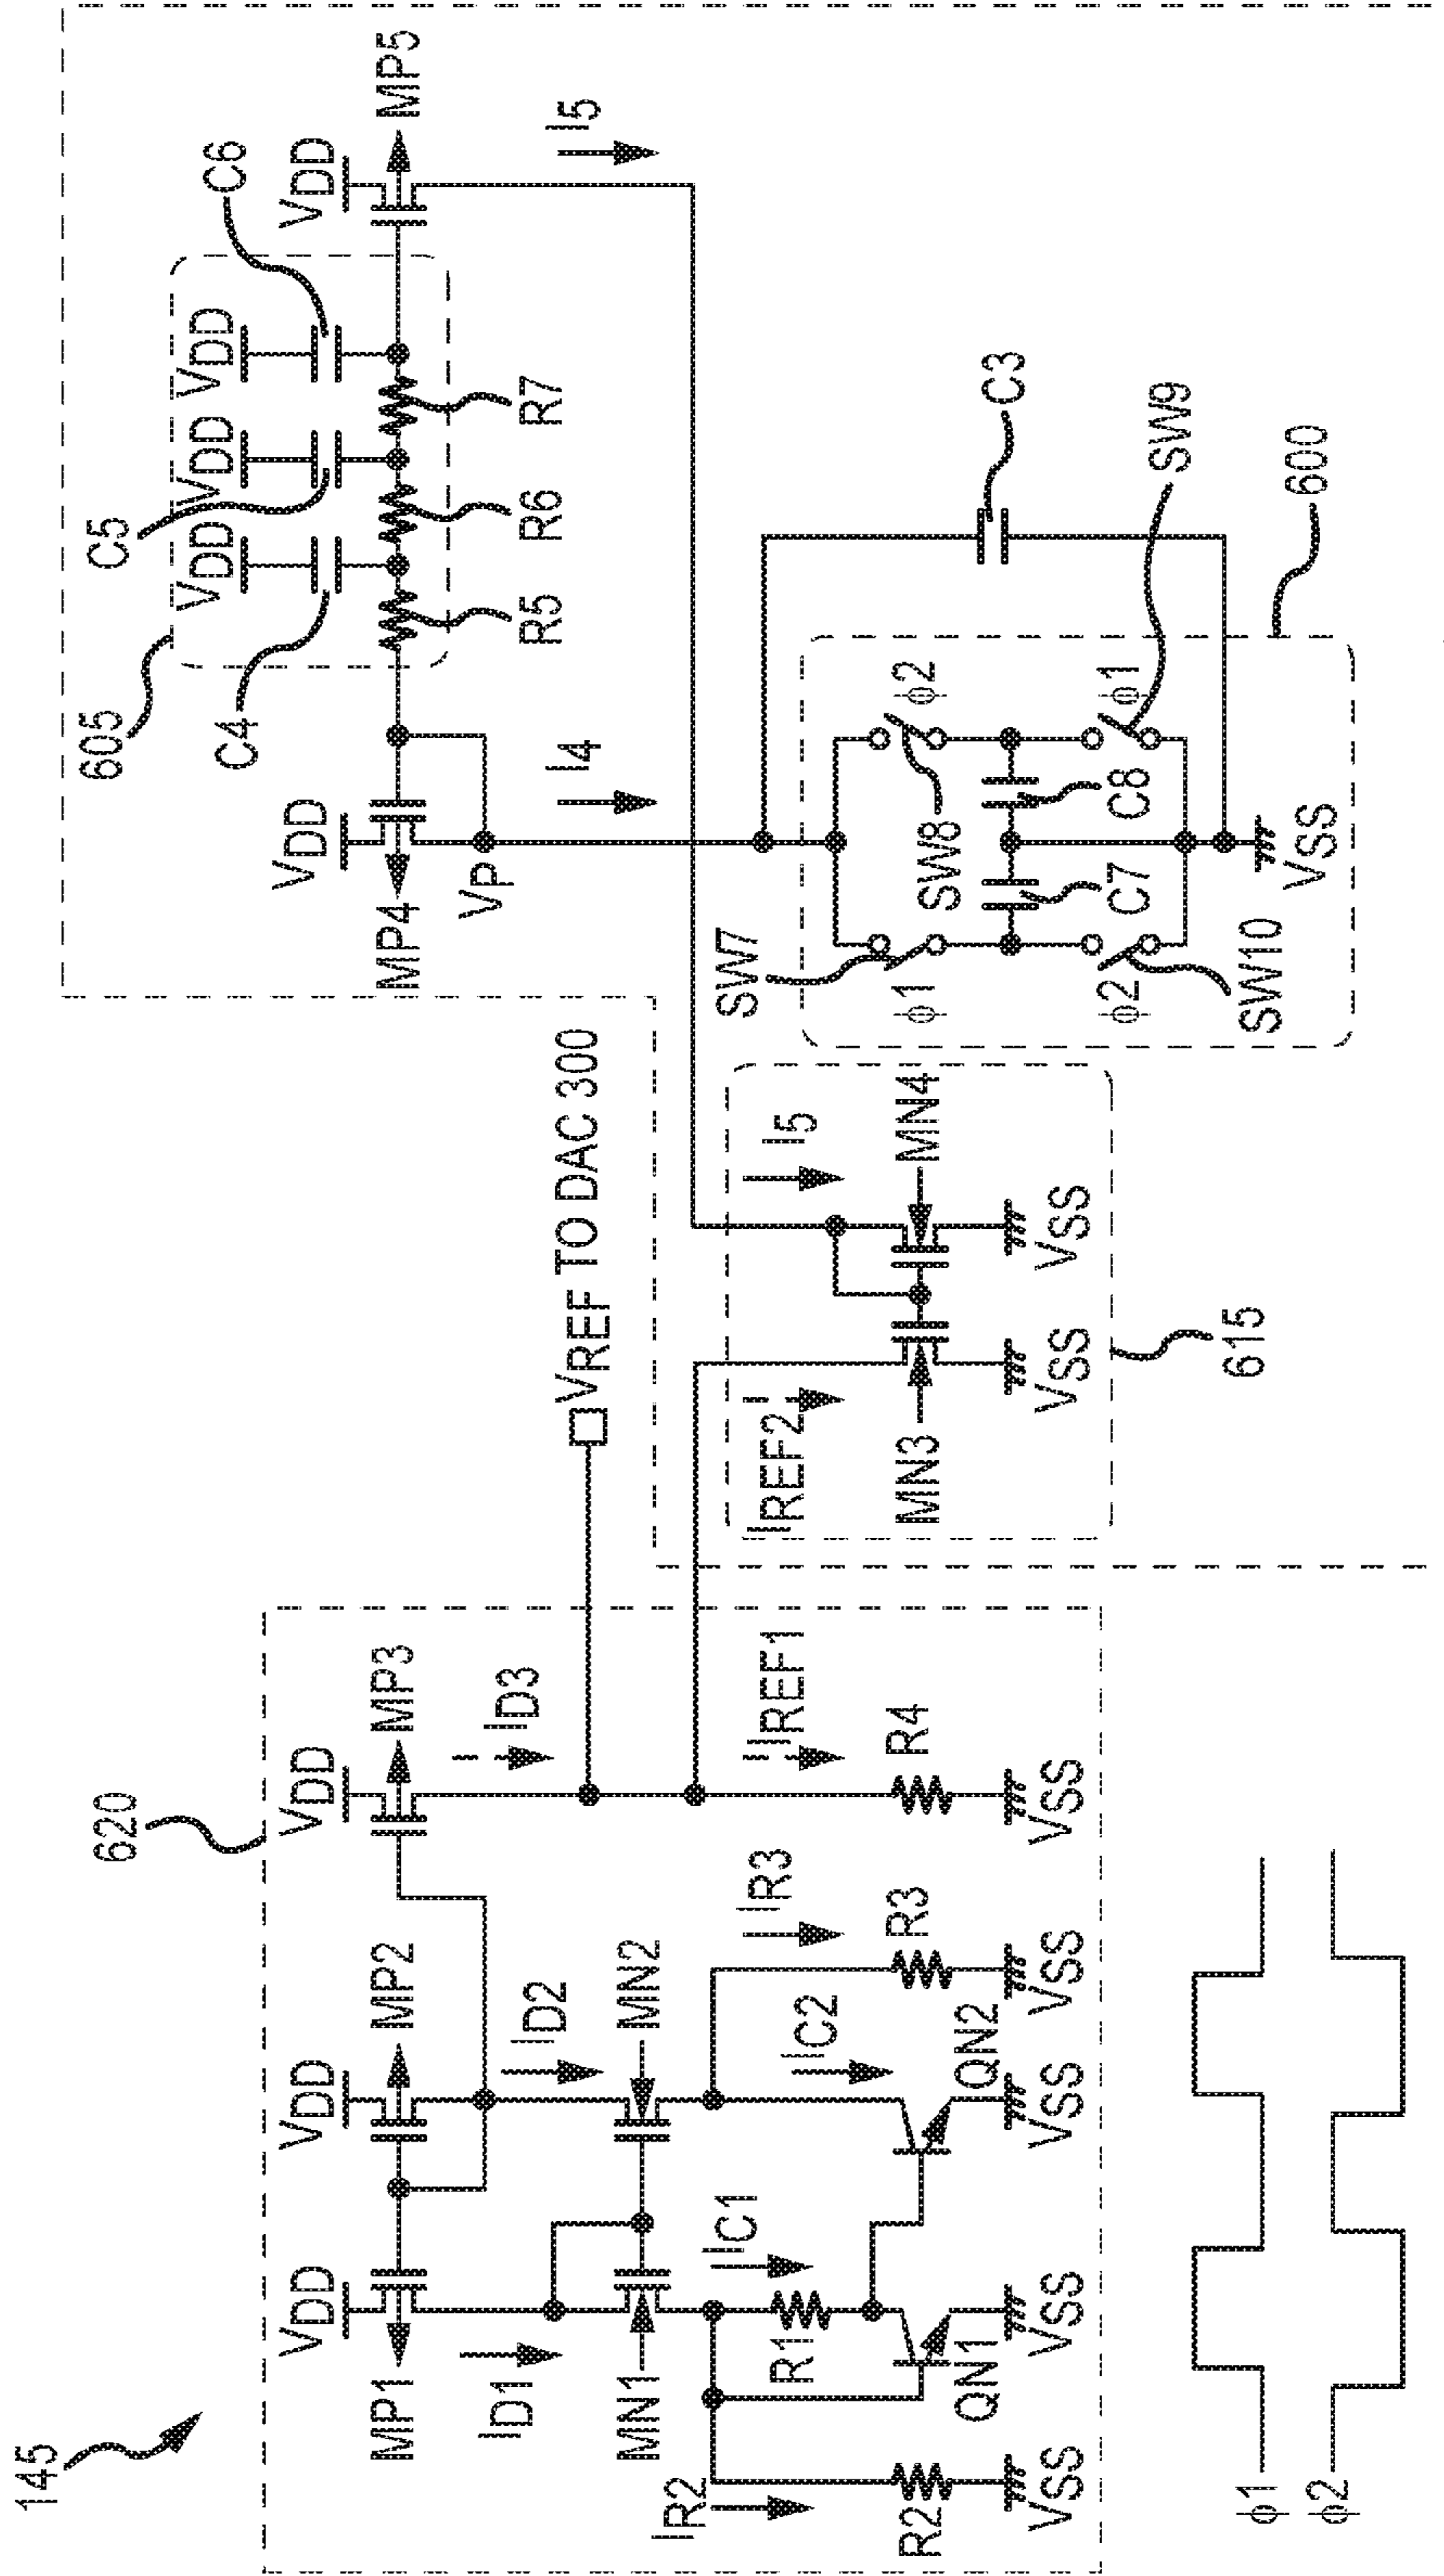 145
620
VDD
VDD
VDD
MP1
MP2
MP3
ID1
ID2
ID3
VREF TO DAC 300
MN1
MN2
IR2
IC1
IC2
IR3
IREF1
R1
R2
QN1
QN2
R3
R4
VSS
VSS
VSS
VSS
VSS
ϕ1
ϕ2
605
C4
C5
C6
VDD
VDD
VDD
VDD
VDD
MP4
MP5
VP
R5
R6
R7
I4
I5
IREF2
I5
MN3
MN4
VSS
VSS
615
SW7
ϕ1
SW8
ϕ2
C7
C8
C3
ϕ2
SW10
ϕ1
SW9
VSS
600